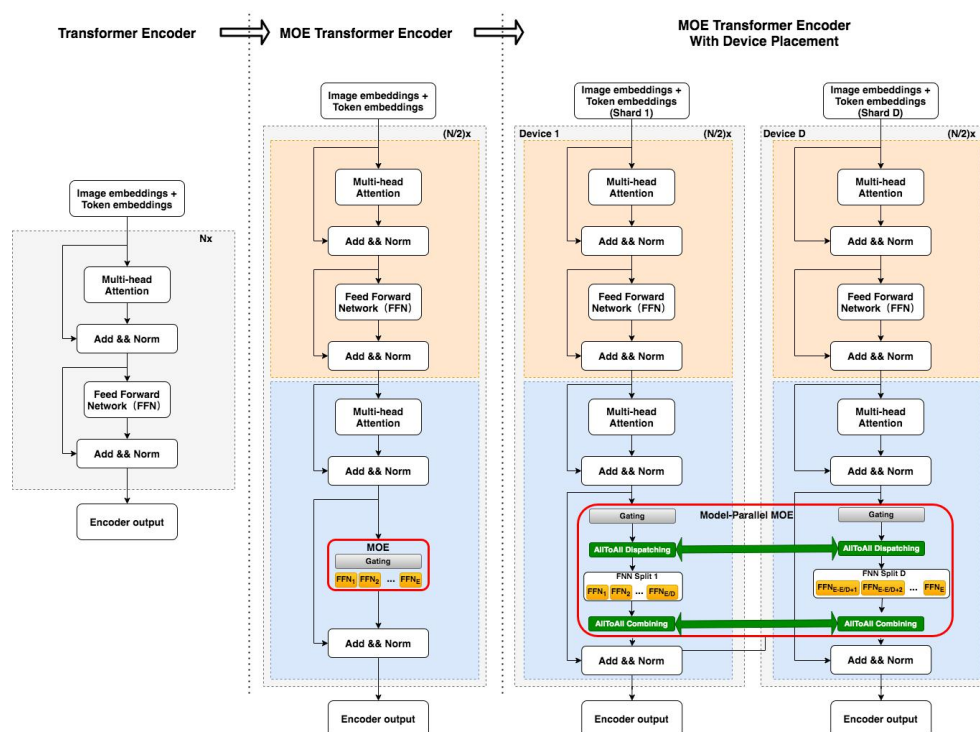 Transformer Encoder
MOE Transformer Encoder
MOE Transformer Encoder
With Device Placement
Image embeddings +
Token embeddings
Nx
Multi-head
Attention
Add && Norm
Feed Forward
Network（FFN）
Add && Norm
Encoder output
Image embeddings +
Token embeddings
(N/2)x
Multi-head
Attention
Add && Norm
Feed Forward
Network（FFN）
Add && Norm
Multi-head
Attention
Add && Norm
MOE
Gating
FFN1 FFN2 ... FFNE
Add && Norm
Encoder output
Image embeddings +
Token embeddings
(Shard 1)
Device 1
(N/2)x
Multi-head
Attention
Add && Norm
Feed Forward
Network（FFN）
Add && Norm
Multi-head
Attention
Add && Norm
Model-Parallel MOE
Gating
AllToAll Dispatching
FNN Split 1
FFN1 FFN2 ... FFNE/D
AllToAll Combining
Add && Norm
Encoder output
Image embeddings +
Token embeddings
(Shard D)
Device D
(N/2)x
Multi-head
Attention
Add && Norm
Feed Forward
Network（FFN）
Add && Norm
Multi-head
Attention
Add && Norm
Gating
AllToAll Dispatching
FNN Split D
FFNE-E/D+1 FFNE-E/D+2 ... FFNE
AllToAll Combining
Add && Norm
Encoder output